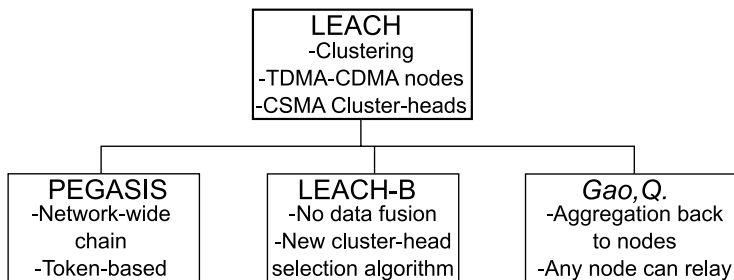 LEACH
-Clustering
-TDMA-CDMA nodes
-CSMA Cluster-heads
PEGASIS
-Network-wide
chain
-Token-based
LEACH-B
-No data fusion
-New cluster-head
selection algorithm
Gao,Q.
-Aggregation back
to nodes
-Any node can relay